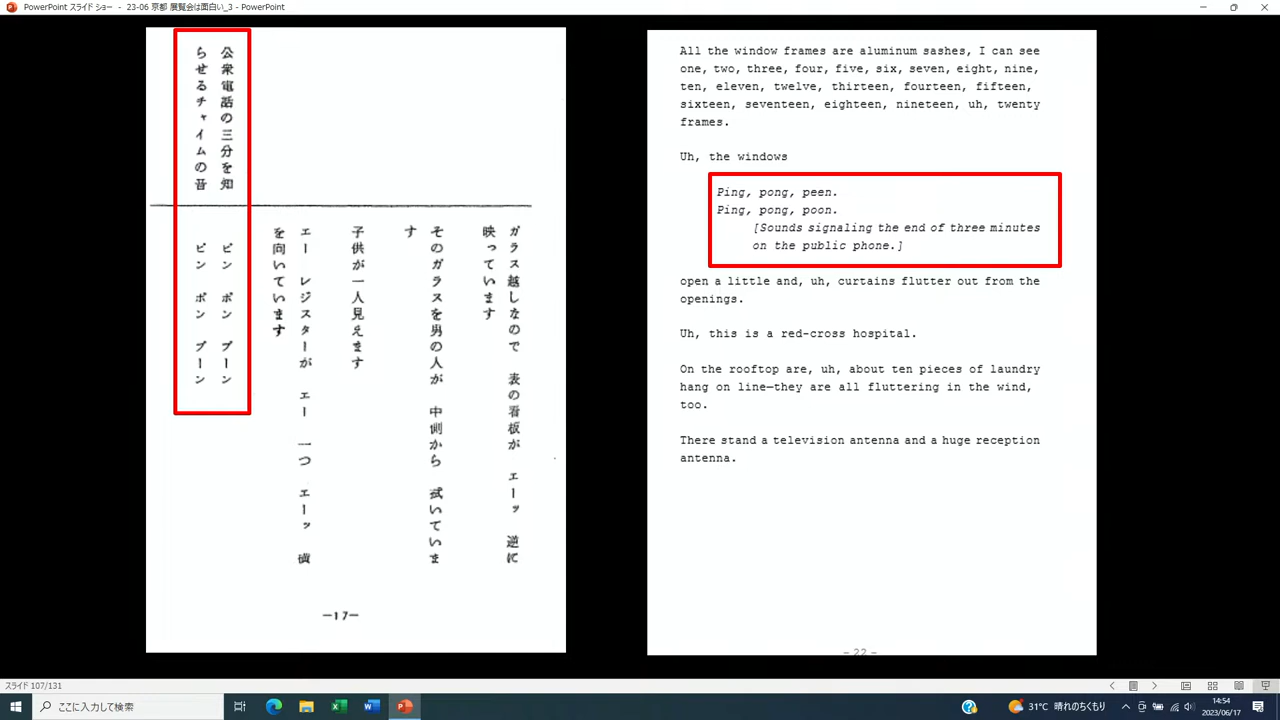 PowerPoint スライド ショー - 23-06 京都 展覧会は面白い_3 - PowerPoint
ガラス越しなので 表の看板が エーッ 逆に
映っています
そのガラスを男の人が 中側から 拭いていま
す
子供が一人見えます
エー レジスターが エー 一つ エーッ 横
を向いています
公衆電話の三分を知
らせるチャイムの音
ピン ポン プーン
ピン ポン プーン
—17—
All the window frames are aluminum sashes, I can see
one, two, three, four, five, six, seven, eight, nine,
ten, eleven, twelve, thirteen, fourteen, fifteen,
sixteen, seventeen, eighteen, nineteen, uh, twenty
frames.
Uh, the windows
Ping, pong, peen.
Ping, pong, poon.
[Sounds signaling the end of three minutes
on the public phone.]
open a little and, uh, curtains flutter out from the
openings.
Uh, this is a red-cross hospital.
On the rooftop are, uh, about ten pieces of laundry
hang on line—they are all fluttering in the wind,
too.
There stand a television antenna and a huge reception
antenna.
- 22 -
スライド 107/131
ここに入力して検索
31°C 晴れのちくもり
14:54
2023/06/17